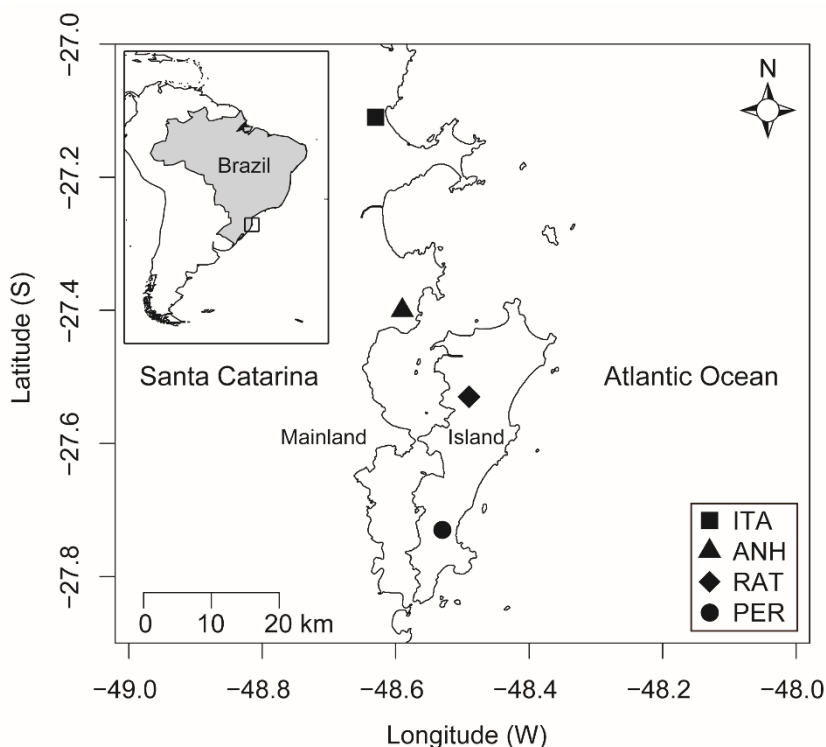 −27.0
−27.2
−27.4
−27.6
−27.8
Latitude (S)
Brazil
N
Santa Catarina
Atlantic Ocean
Mainland
Island
ITA
ANH
RAT
PER
0 10 20 km
−49.0 −48.8 −48.6 −48.4 −48.2 −48.0
Longitude (W)